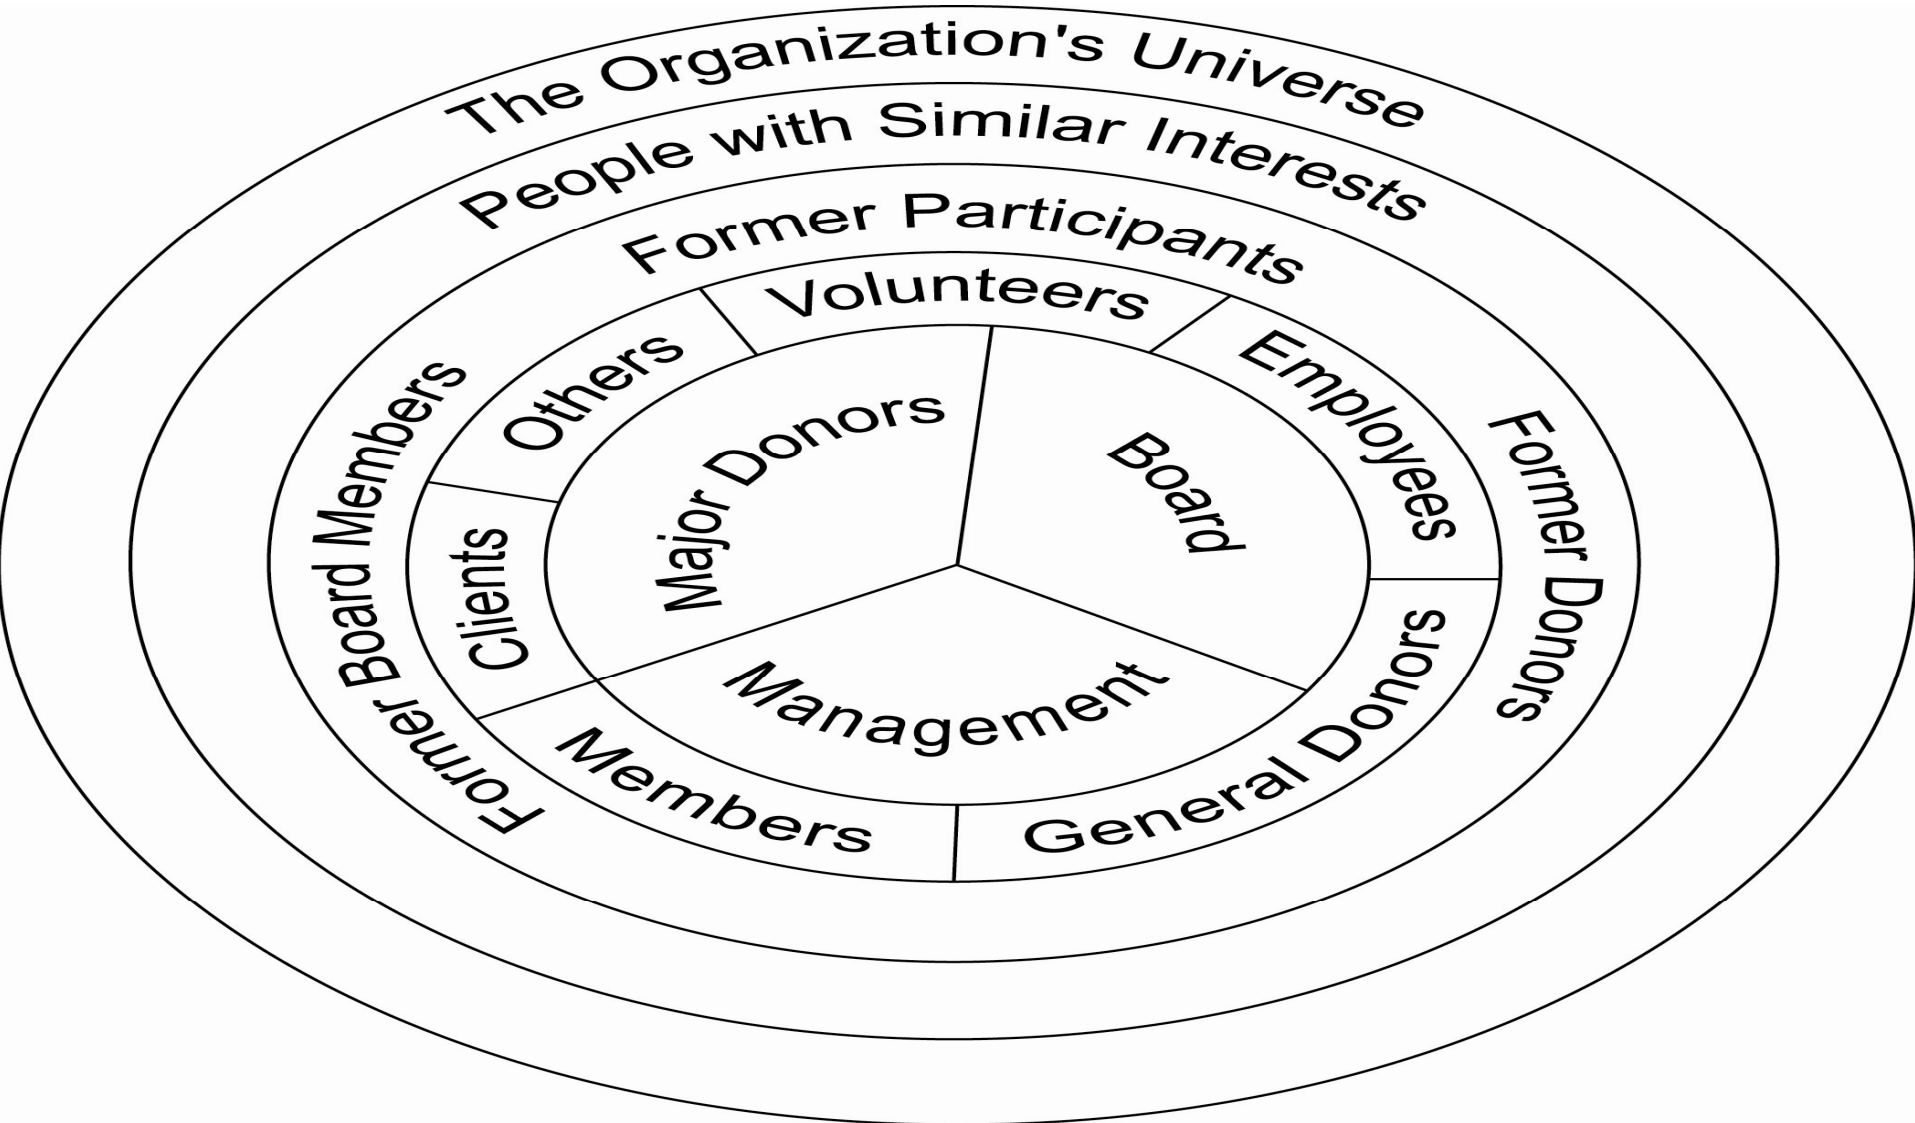 The Organization's Universe
People with Similar Interests
Former Participants
Former Board Members
Former Donors
Volunteers
Others
Employees
Clients
Members
General Donors
Major Donors
Board
Management